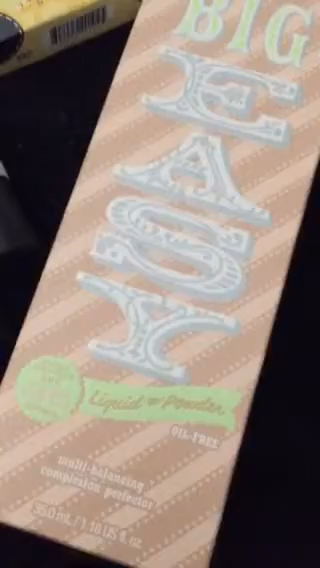 BIG
EASY
Liquid to Powder
OIL-FREE
multi-balancing
complexion perfector
35.0 mL / 1.18 US fl. oz.